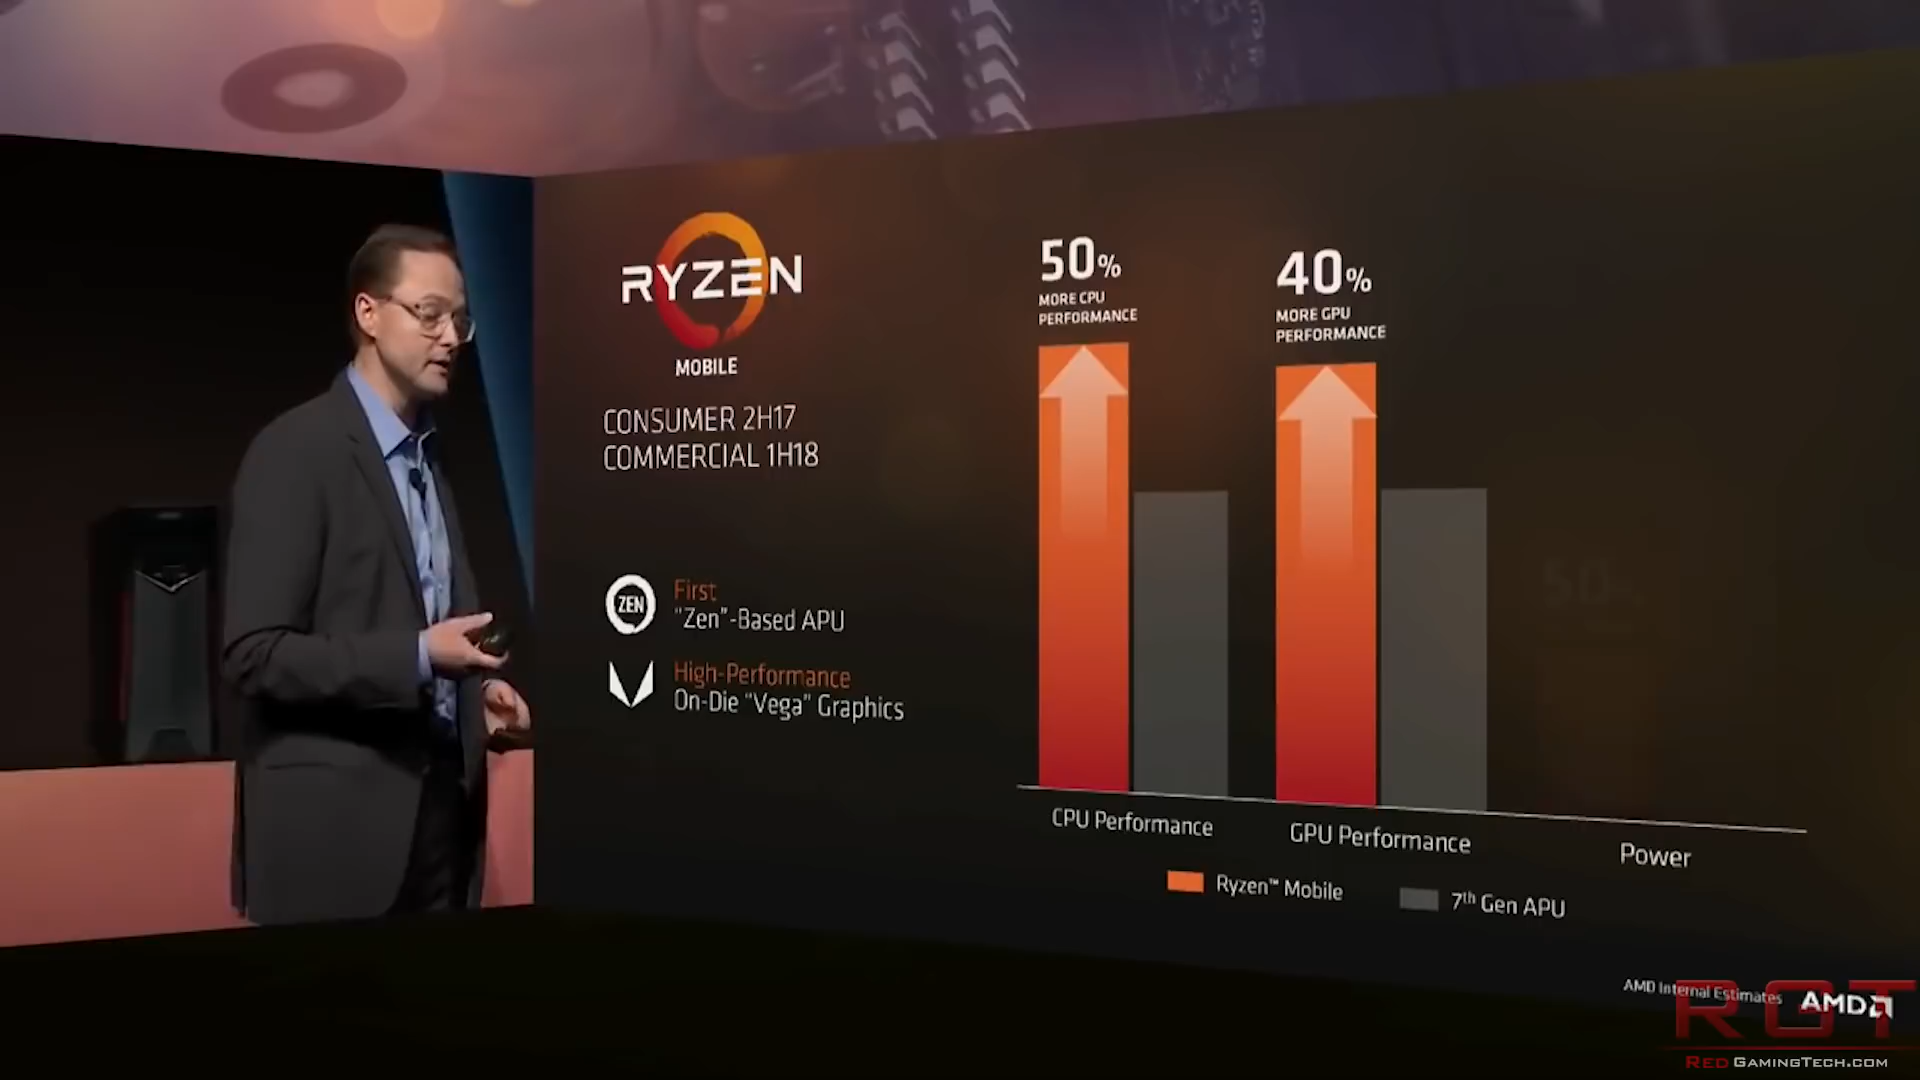 RYZEN
MOBILE
CONSUMER 2H17
COMMERCIAL 1H18
ZEN
First
"Zen"-Based APU
High-Performance
On-Die "Vega" Graphics
50%
MORE CPU
PERFORMANCE
40%
MORE GPU
PERFORMANCE
50%
CPU Performance
GPU Performance
Power
Ryzen™ Mobile
7th Gen APU
AMD Internal Estimates
AMD
RGT
RedGamingTech.com